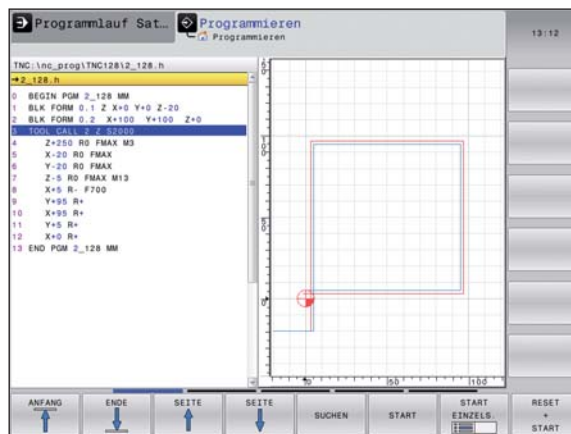 Programmlauf Sat...
Programmieren
Programmieren
13:12
TNC:\nc_prog\TNC128\2_128.h
→2_128.h
0 BEGIN PGM 2_128 MM
1 BLK FORM 0.1 Z X+0 Y+0 Z-20
2 BLK FORM 0.2 X+100 Y+100 Z+0
3 TOOL CALL 2 Z S2000
4 Z+250 R0 FMAX M3
5 X-20 R0 FMAX
6 Y-20 R0 FMAX
7 Z-5 R0 FMAX M13
8 X+5 R- F700
9 Y+95 R+
10 X+95 R+
11 Y+5 R+
12 X+0 R+
13 END PGM 2_128 MM
100
50
0
0
50
100
ANFANG
ENDE
SEITE
SEITE
SUCHEN
START
START EINZELS.
RESET + START